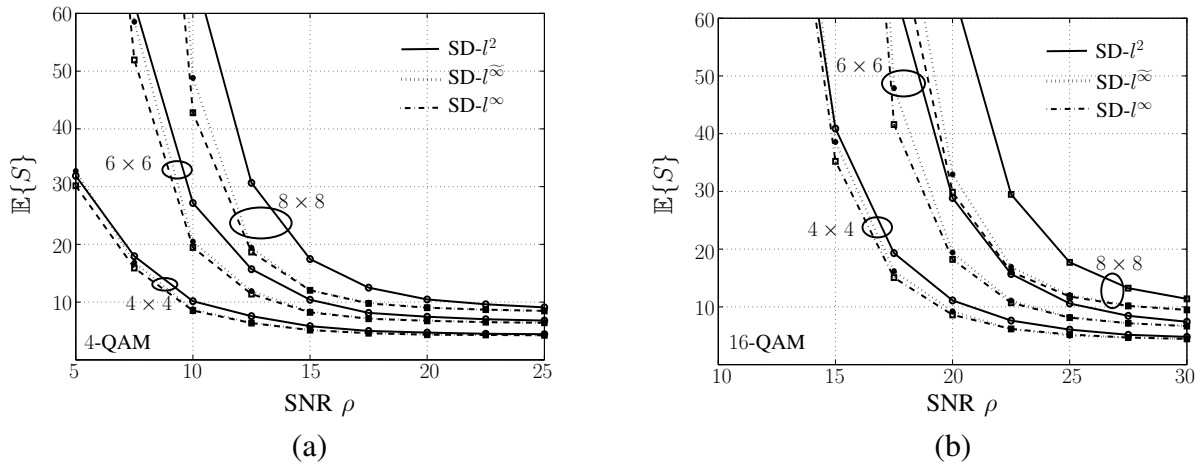 60
50
40
30
20
10
𝔼{S}
SD-l²
SD-l^∞̃
SD-l^∞
6 × 6
8 × 8
4 × 4
4-QAM
5 10 15 20 25
SNR ρ
(a)
60
50
40
30
20
10
𝔼{S}
SD-l²
SD-l^∞̃
SD-l^∞
6 × 6
4 × 4
8 × 8
16-QAM
10 15 20 25 30
SNR ρ
(b)